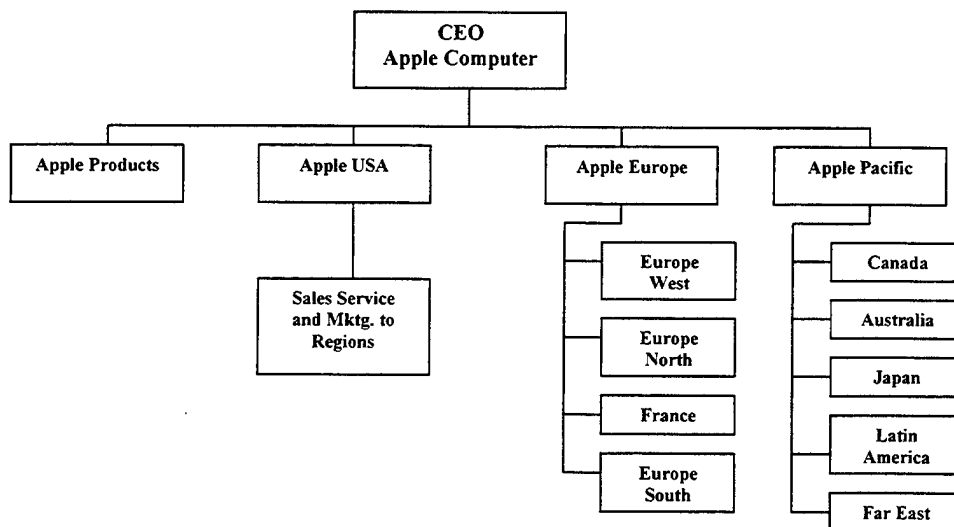 CEO
Apple Computer
Apple Products
Apple USA
Apple Europe
Apple Pacific
Sales Service
and Mktg. to
Regions
Europe
West
Europe
North
France
Europe
South
Canada
Australia
Japan
Latin
America
Far East